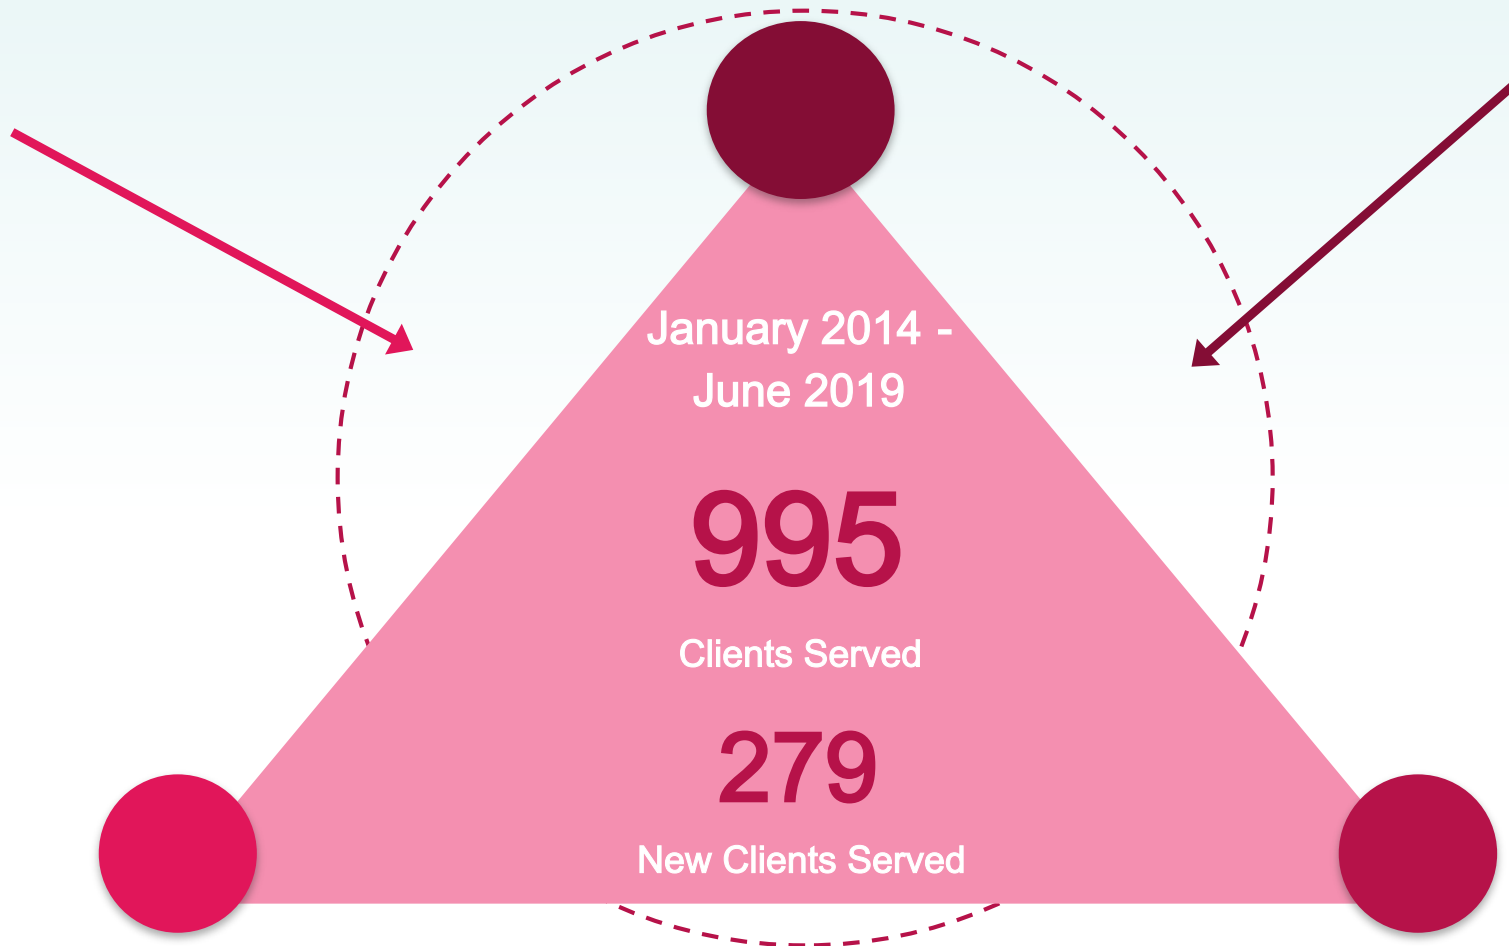 January 2014 -
June 2019
995
Clients Served
279
New Clients Served